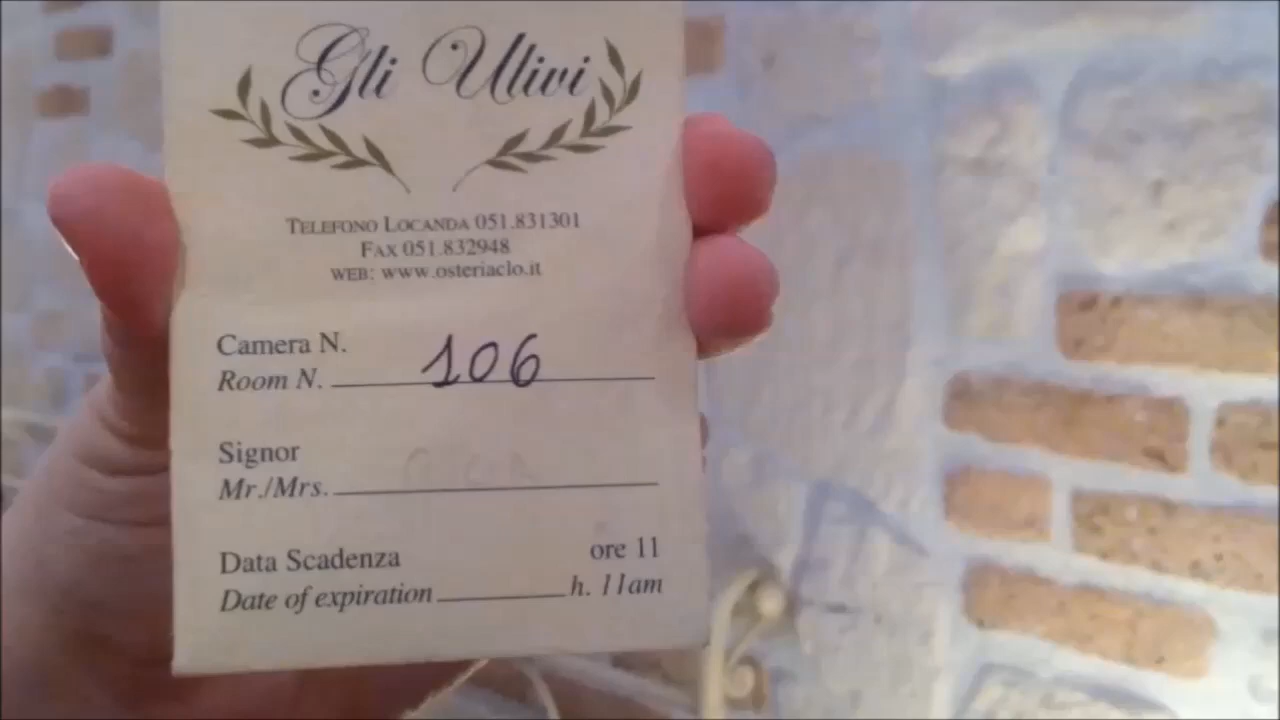 Gli Ulivi
TELEFONO LOCANDA 051.831301
FAX 051.832948
WEB: www.osteriaclo.it
Camera N.
Room N. 106
Signor
Mr./Mrs.
Data Scadenza ore 11
Date of expiration h. 11am